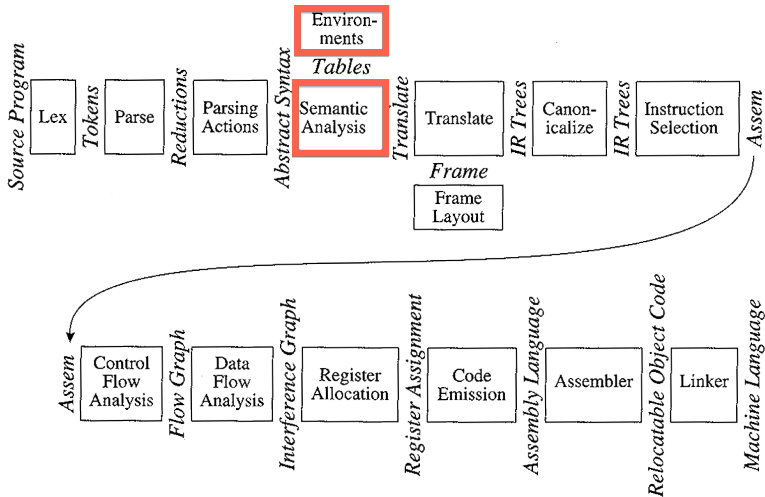 Environ-
ments
Tables
Source Program
Lex
Tokens
Parse
Reductions
Parsing
Actions
Abstract Syntax
Semantic
Analysis
Translate
Translate
IR Trees
Canon-
icalize
IR Trees
Instruction
Selection
Assem
Frame
Frame
Layout
Assem
Control
Flow
Analysis
Flow Graph
Data
Flow
Analysis
Interference Graph
Register
Allocation
Register Assignment
Code
Emission
Assembly Language
Assembler
Relocatable Object Code
Linker
Machine Language